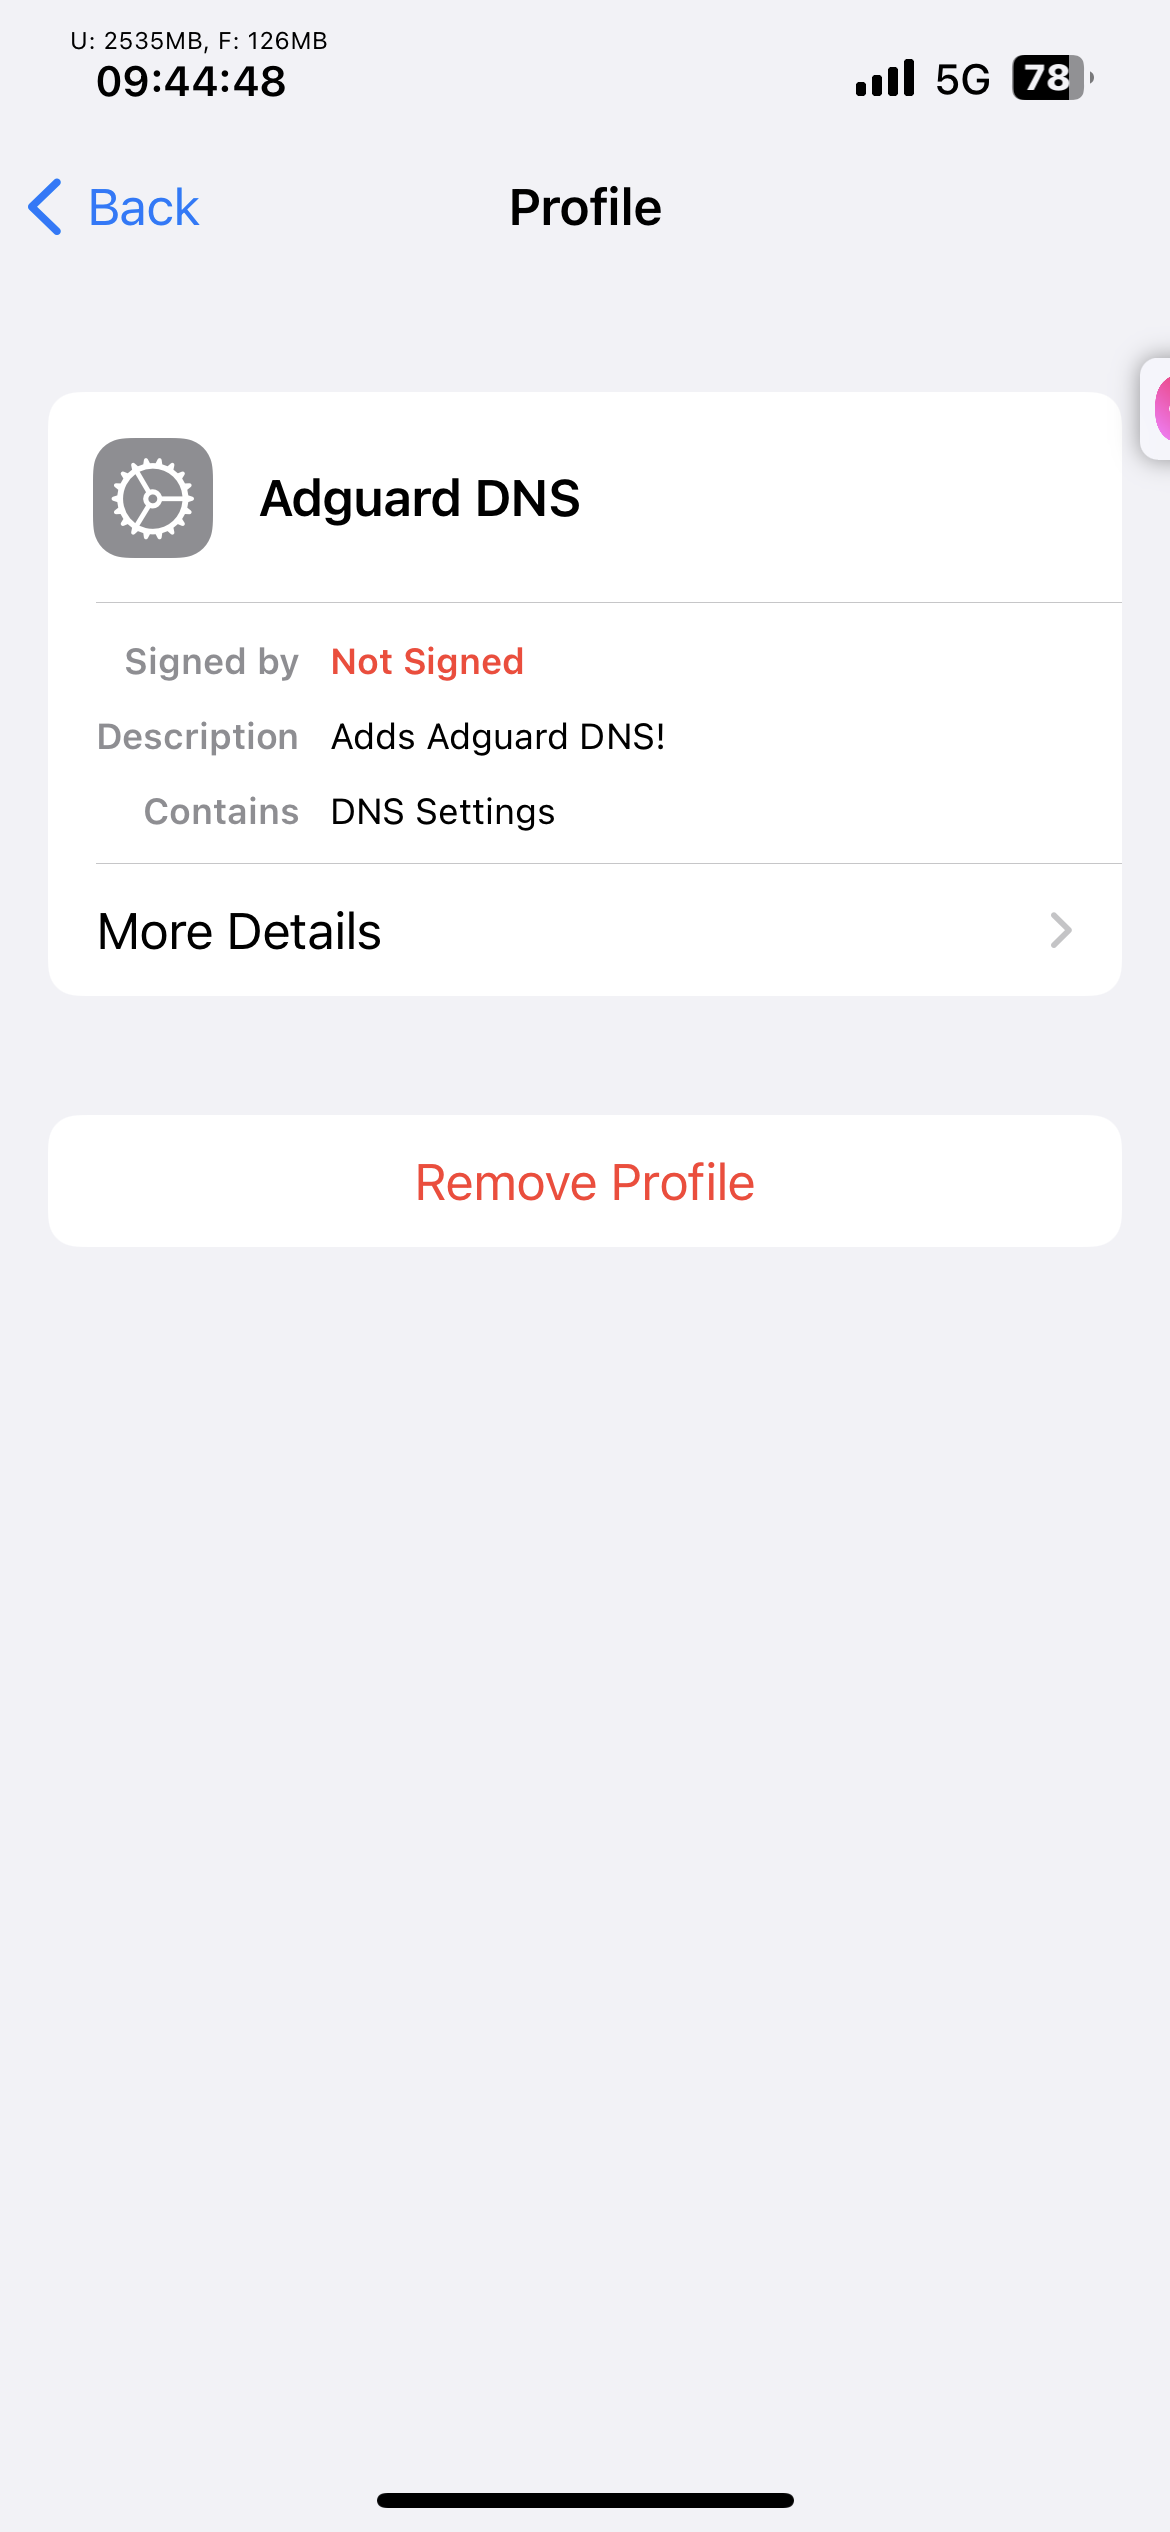 U: 2535MB, F: 126MB
09:44:48 5G 78
Back Profile
Adguard DNS
Signed by Not Signed
Description Adds Adguard DNS!
Contains DNS Settings
More Details
Remove Profile